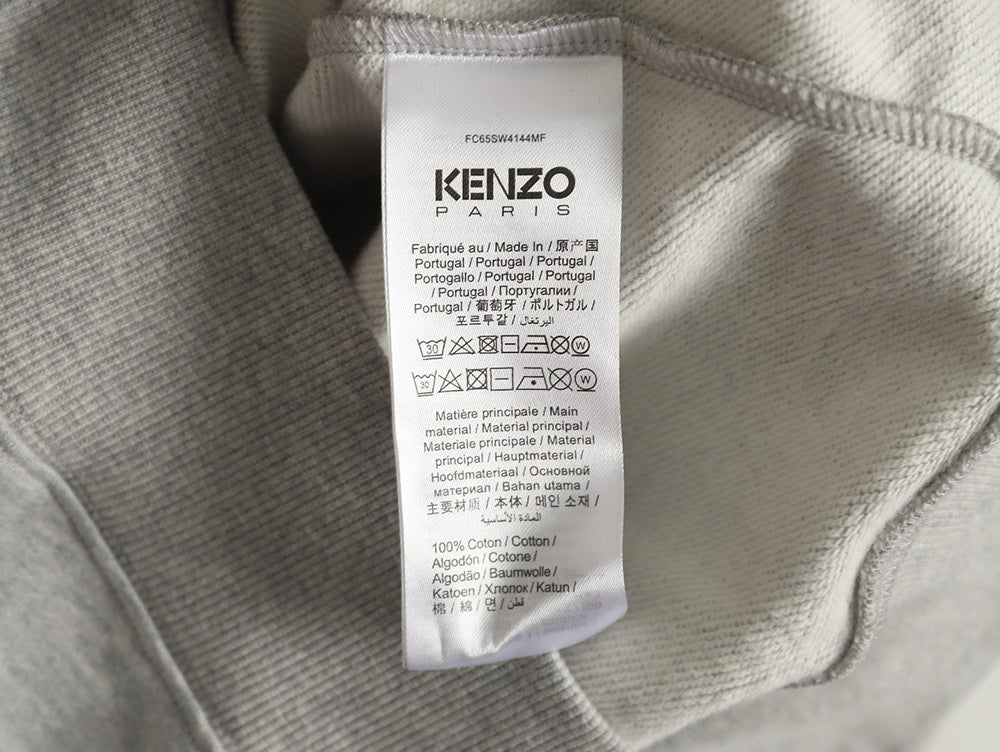 FC65SW4144MF
KENZO
PARIS
Fabriqué au / Made In / 原产国
Portugal / Portugal / Portugal /
Portogallo / Portugal / Portugal
/ Portugal / Португалии /
Portugal / 葡萄牙 / ポルトガル /
포르투갈 / البرتغال
30 W
30 W
Matière principale / Main
material / Material principal /
Materiale principale / Material
principal / Hauptmaterial /
Hoofdmateriaal / Основной
материал / Bahan utama /
主要材质 / 本体 / 메인 소재 /
المادة الأساسية
100% Coton / Cotton /
Algodón / Cotone /
Algodão / Baumwolle /
Katoen / Хлопок / Katun /
棉 / 綿 / 면 / قطن